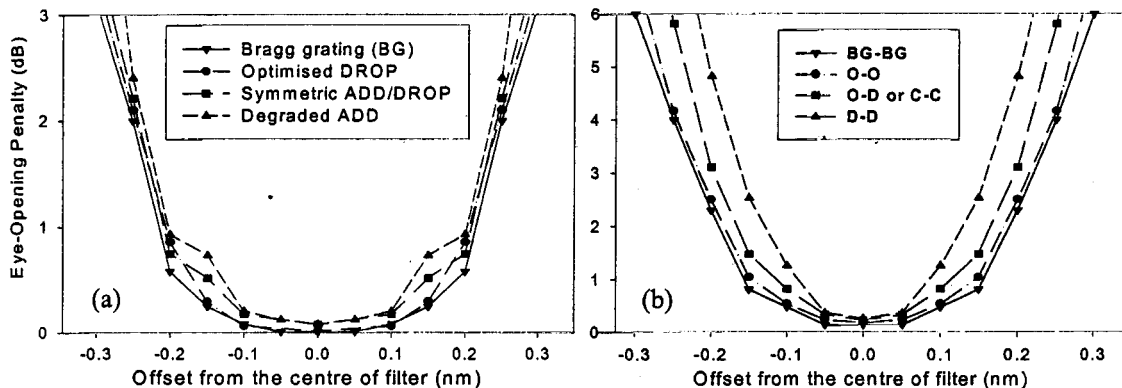 Eye-Opening Penalty (dB)
3
2
1
0
Bragg grating (BG)
Optimised DROP
Symmetric ADD/DROP
Degraded ADD
(a)
-0.3 -0.2 -0.1 0.0 0.1 0.2 0.3
Offset from the centre of filter (nm)
6
5
4
3
2
1
0
BG-BG
O-O
O-D or C-C
D-D
(b)
-0.3 -0.2 -0.1 0.0 0.1 0.2 0.3
Offset from the centre of filter (nm)